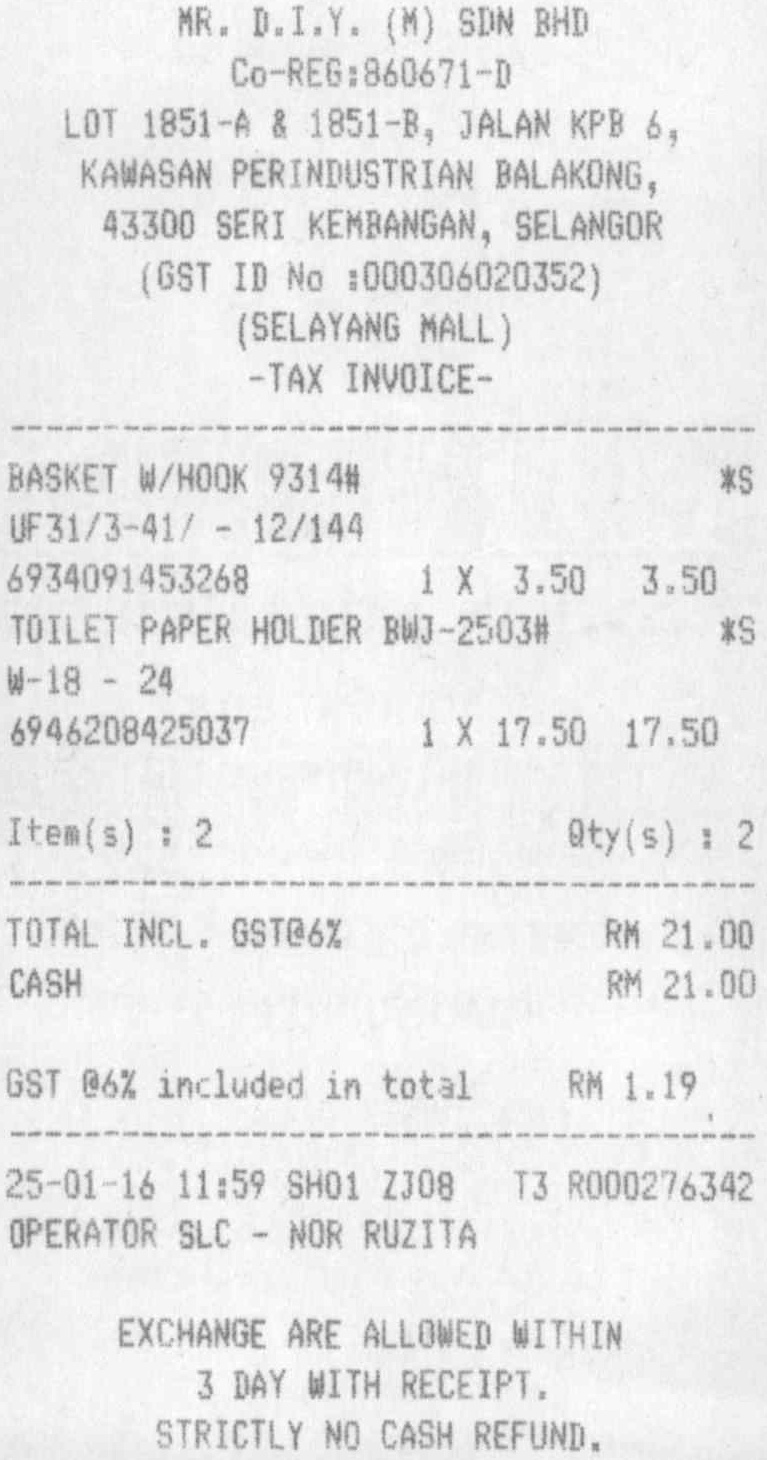 MR. D.I.Y. (M) SDN BHD
Co-REG:860671-D
LOT 1851-A & 1851-B, JALAN KPB 6,
KAWASAN PERINDUSTRIAN BALAKONG,
43300 SERI KEMBANGAN, SELANGOR
(GST ID No :000306020352)
(SELAYANG MALL)
-TAX INVOICE-
BASKET W/HOOK 9314# *S
UF31/3-41/ - 12/144
6934091453268 1 X 3.50 3.50
TOILET PAPER HOLDER BWJ-2503# *S
W-18 - 24
6946208425037 1 X 17.50 17.50
Item(s) : 2 Qty(s) : 2
TOTAL INCL. GST@6% RM 21.00
CASH RM 21.00
GST @6% included in total RM 1.19
25-01-16 11:59 SH01 ZJ08 T3 R000276342
OPERATOR SLC - NOR RUZITA
EXCHANGE ARE ALLOWED WITHIN
3 DAY WITH RECEIPT.
STRICTLY NO CASH REFUND.